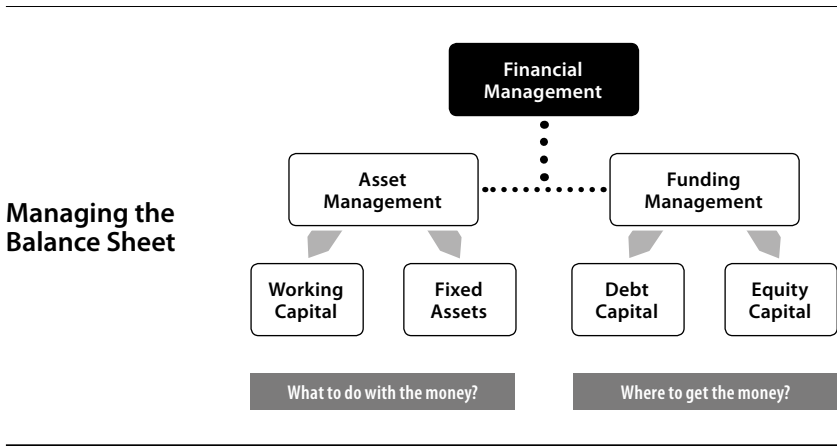 Financial
Management
Asset
Management
Funding
Management
Managing the
Balance Sheet
Working
Capital
Fixed
Assets
Debt
Capital
Equity
Capital
What to do with the money?
Where to get the money?